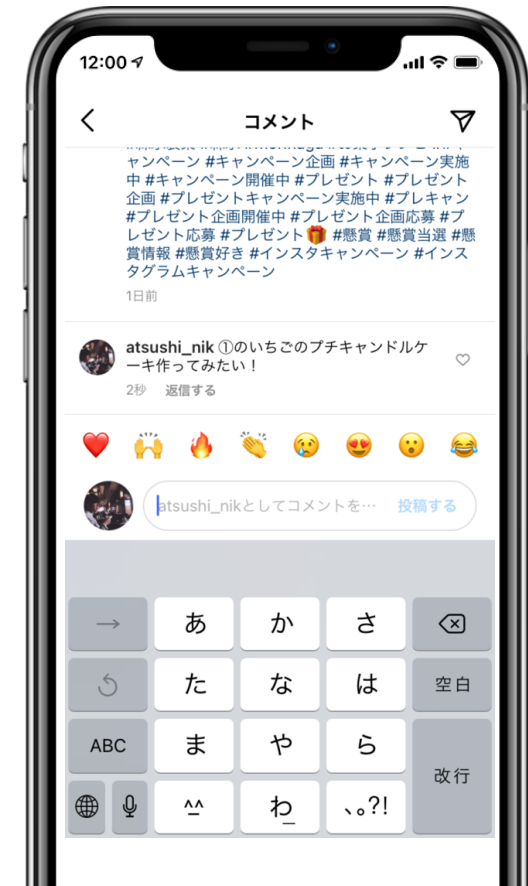 12:00
コメント
ャンペーン #キャンペーン企画 #キャンペーン実施
中 #キャンペーン開催中 #プレゼント #プレゼント
企画 #プレゼントキャンペーン実施中 #プレキャン
#プレゼント企画開催中 #プレゼント企画応募 #プ
レゼント応募 #プレゼント🎁 #懸賞 #懸賞当選 #懸
賞情報 #懸賞好き #インスタキャンペーン #インス
タグラムキャンペーン
1日前
atsushi_nik ①のいちごのプチキャンドルケ
ーキ作ってみたい！
2秒 返信する
atsushi_nikとしてコメントを… 投稿する
→ あ か さ
た な は 空白
ABC ま や ら
改行
^^ わ 、。?!